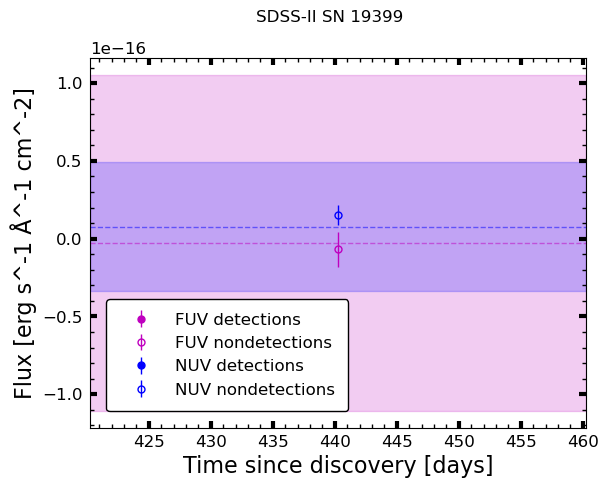 SDSS-II SN 19399
1e−16
Flux [erg s^-1 Å^-1 cm^-2]
1.0
0.5
0.0
−0.5
−1.0
FUV detections
FUV nondetections
NUV detections
NUV nondetections
425 430 435 440 445 450 455 460
Time since discovery [days]